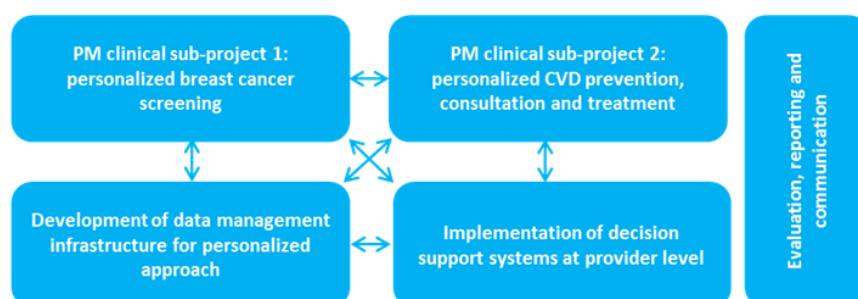 PM clinical sub-project 1:
personalized breast cancer
screening
PM clinical sub-project 2:
personalized CVD prevention,
consultation and treatment
Development of data management
infrastructure for personalized
approach
Implementation of decision
support systems at provider level
Evaluation, reporting and
communication